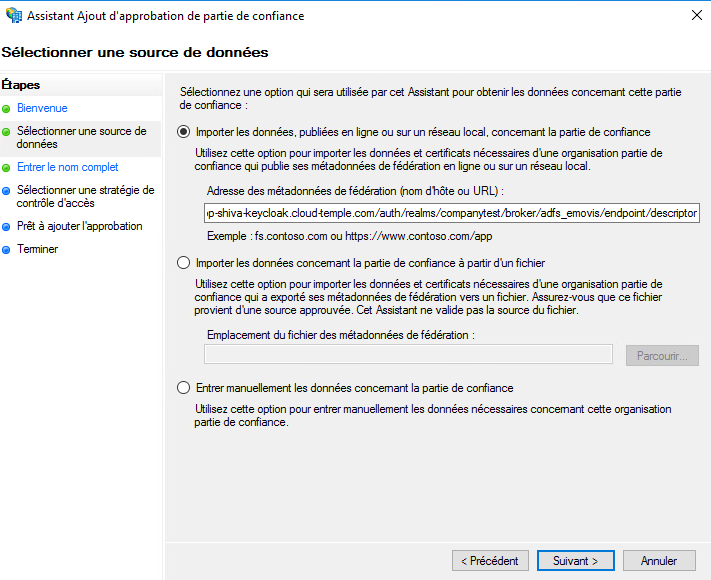 Assistant Ajout d'approbation de partie de confiance
Sélectionner une source de données
Étapes
Bienvenue
Sélectionner une source de
données
Entrer le nom complet
Sélectionner une stratégie de
contrôle d'accès
Prêt à ajouter l'approbation
Terminer
Sélectionnez une option qui sera utilisée par cet Assistant pour obtenir les données concernant cette partie
de confiance :
Importer les données, publiées en ligne ou sur un réseau local, concernant la partie de confiance
Utilisez cette option pour importer les données et certificats nécessaires d'une organisation partie de
confiance qui publie ses métadonnées de fédération en ligne ou sur un réseau local.
Adresse des métadonnées de fédération (nom d'hôte ou URL) :
p-shiva-keycloak.cloud-temple.com/auth/realms/companytest/broker/adfs_emovis/endpoint/descriptor
Exemple : fs.contoso.com ou https://www.contoso.com/app
Importer les données concernant la partie de confiance à partir d'un fichier
Utilisez cette option pour importer les données et certificats nécessaires d'une organisation partie de
confiance qui a exporté ses métadonnées de fédération vers un fichier. Assurez-vous que ce fichier
provient d'une source approuvée. Cet Assistant ne valide pas la source du fichier.
Emplacement du fichier des métadonnées de fédération :
Parcourir...
Entrer manuellement les données concernant la partie de confiance
Utilisez cette option pour entrer manuellement les données nécessaires concernant cette organisation
partie de confiance.
< Précédent
Suivant >
Annuler